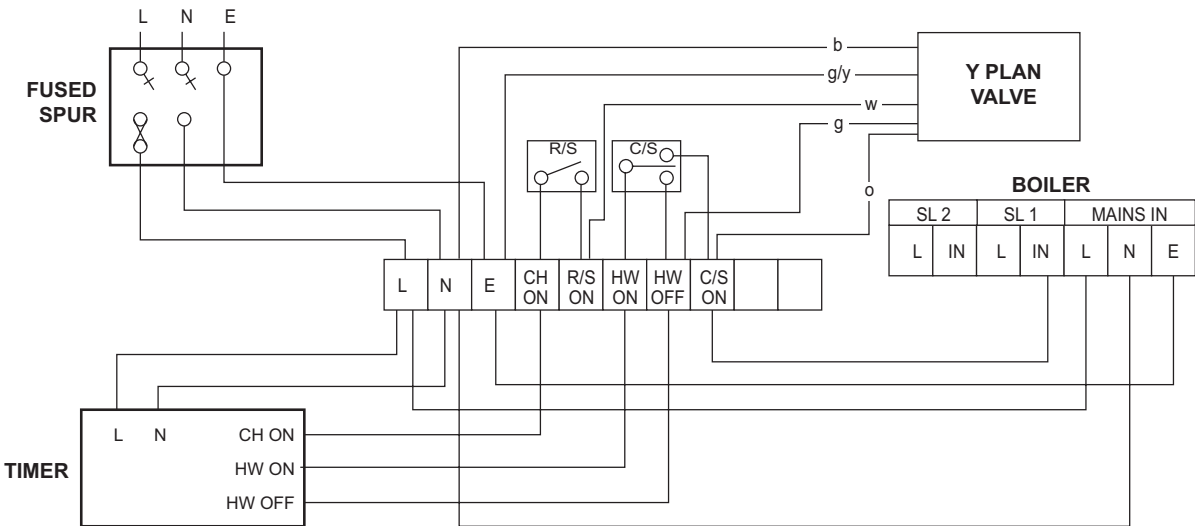 L N E
FUSED
SPUR
b
g/y
w
g
o
Y PLAN
VALVE
R/S
C/S
BOILER
SL 2 SL 1 MAINS IN
L IN L IN L N E
L N E CH ON R/S ON HW ON HW OFF C/S ON
TIMER
L N CH ON
HW ON
HW OFF